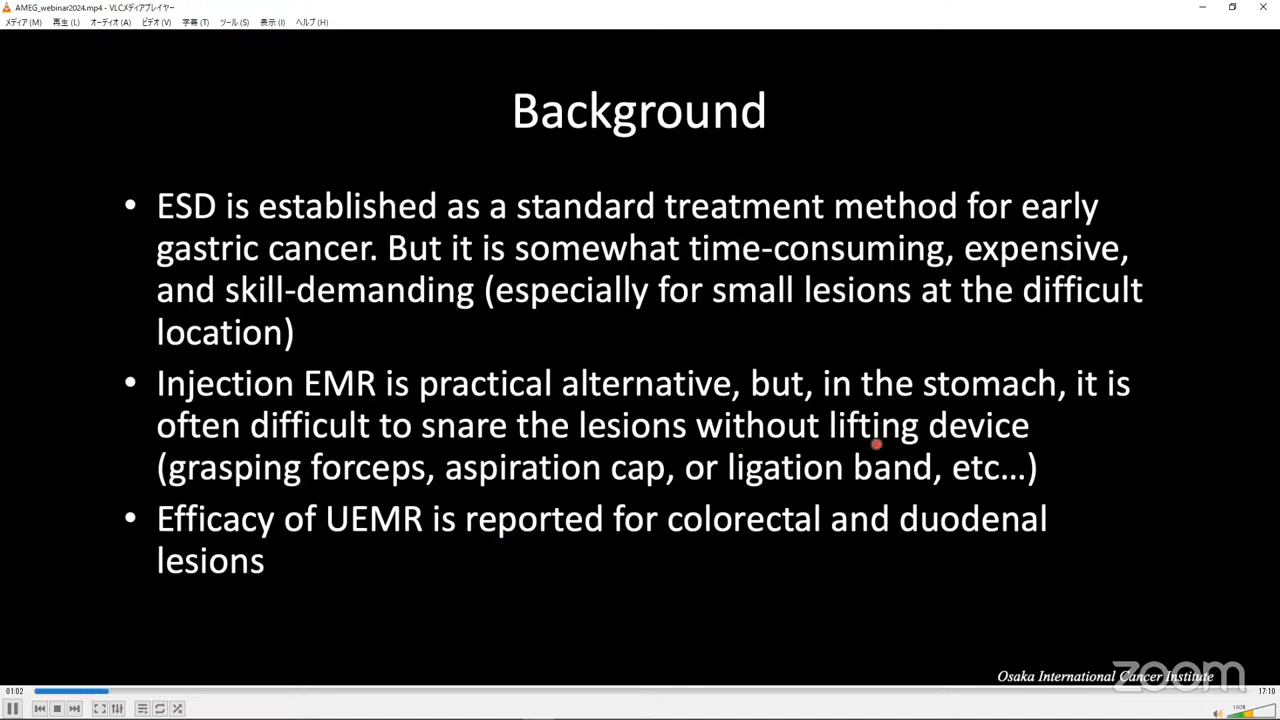 AMEG_webinar2024.mp4 - VLCメディアプレイヤー
メディア(M) 再生(L) オーディオ(A) ビデオ(V) 字幕(T) ツール(S) 表示(I) ヘルプ(H)
Background
• ESD is established as a standard treatment method for early
gastric cancer. But it is somewhat time-consuming, expensive,
and skill-demanding (especially for small lesions at the difficult
location)
• Injection EMR is practical alternative, but, in the stomach, it is
often difficult to snare the lesions without lifting device
(grasping forceps, aspiration cap, or ligation band, etc...)
• Efficacy of UEMR is reported for colorectal and duodenal
lesions
Osaka International Cancer Institute
zoom
01:02
17:10
100%